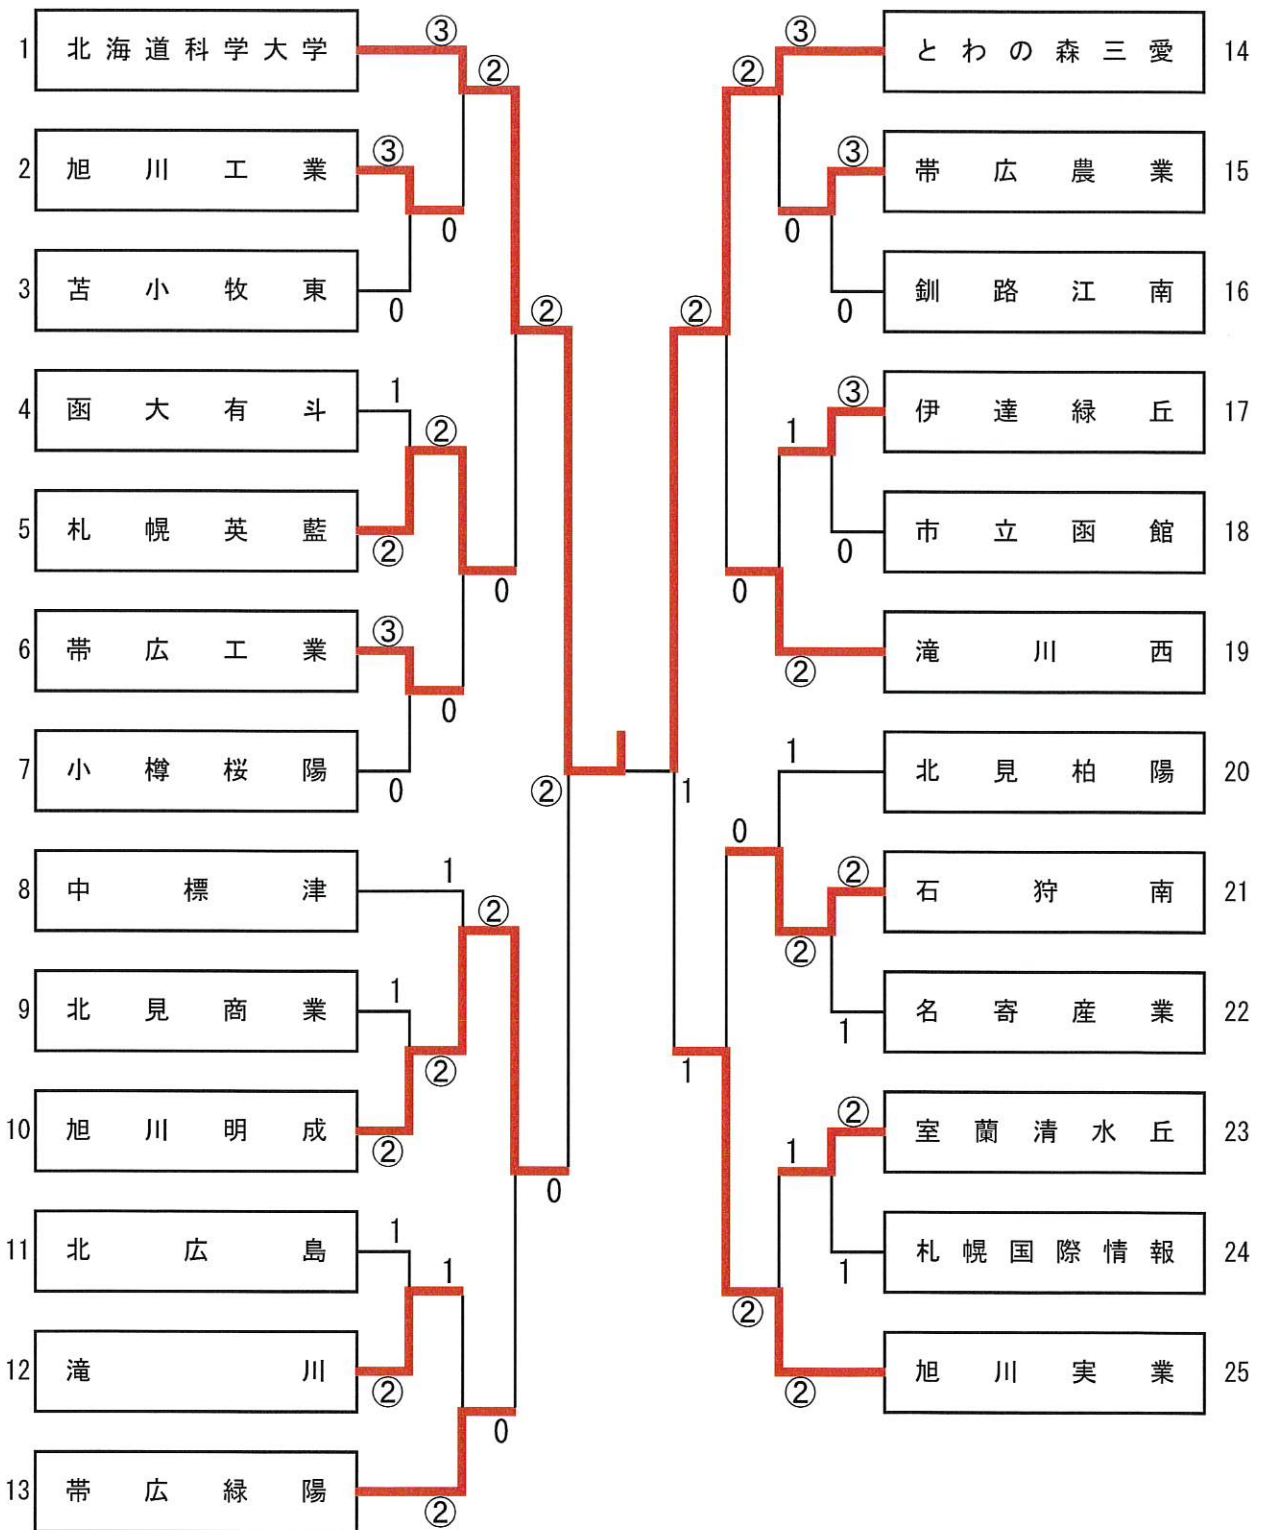 ③
1 北海道科学大学
②
2 旭川工業
③
0
3 苫小牧東
0
②
4 函大有斗
1
②
5 札幌英藍
②
0
6 帯広工業
③
0
7 小樽桜陽
0
②
8 中標津
1
②
9 北見商業
1
②
10 旭川明成
②
0
11 北広島
1
1
12 滝川
②
0
13 帯広緑陽
②
③
とわの森三愛 14
②
③
帯広農業 15
0
釧路江南 16
0
②
③
伊達緑丘 17
1
市立函館 18
0
0
滝川西 19
②
1
北見柏陽 20
1
0
②
石狩南 21
②
名寄産業 22
1
1
②
室蘭清水丘 23
1
札幌国際情報 24
1
②
旭川実業 25
②